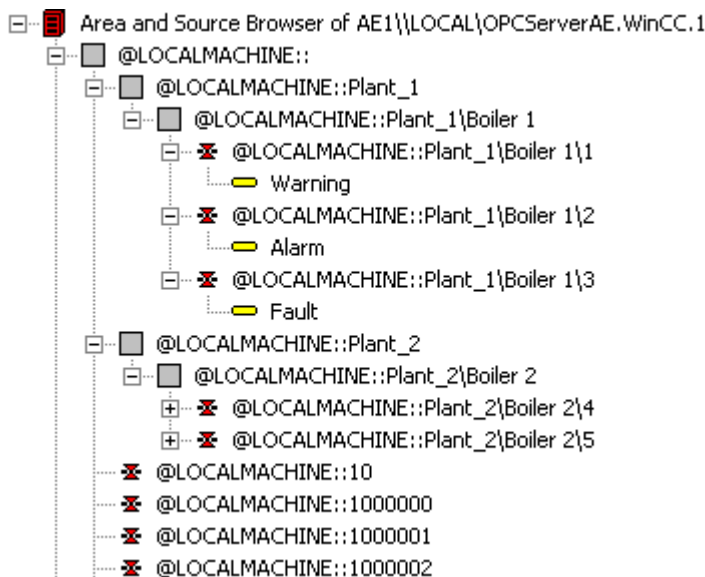 Area and Source Browser of AE1\\LOCAL\OPCServerAE.WinCC.1
@LOCALMACHINE::
@LOCALMACHINE::Plant_1
@LOCALMACHINE::Plant_1\Boiler 1
@LOCALMACHINE::Plant_1\Boiler 1\1
Warning
@LOCALMACHINE::Plant_1\Boiler 1\2
Alarm
@LOCALMACHINE::Plant_1\Boiler 1\3
Fault
@LOCALMACHINE::Plant_2
@LOCALMACHINE::Plant_2\Boiler 2
@LOCALMACHINE::Plant_2\Boiler 2\4
@LOCALMACHINE::Plant_2\Boiler 2\5
@LOCALMACHINE::10
@LOCALMACHINE::1000000
@LOCALMACHINE::1000001
@LOCALMACHINE::1000002